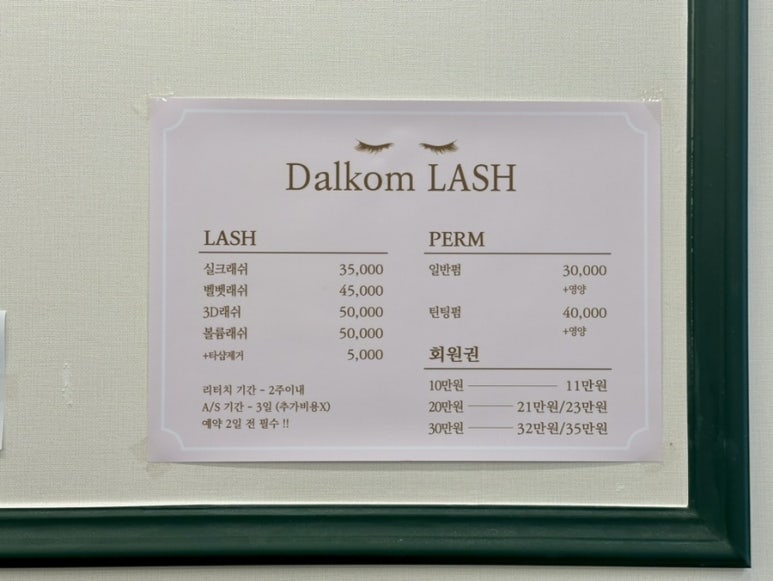 Dalkom LASH
LASH
실크래쉬 35,000
벨벳래쉬 45,000
3D래쉬 50,000
볼륨래쉬 50,000
+타샵제거 5,000
리터치 기간 - 2주이내
A/S 기간 - 3일 (추가비용X)
예약 2일 전 필수 !!
PERM
일반펌 30,000
+영양
틴팅펌 40,000
+영양
회원권
10만원 11만원
20만원 21만원/23만원
30만원 32만원/35만원